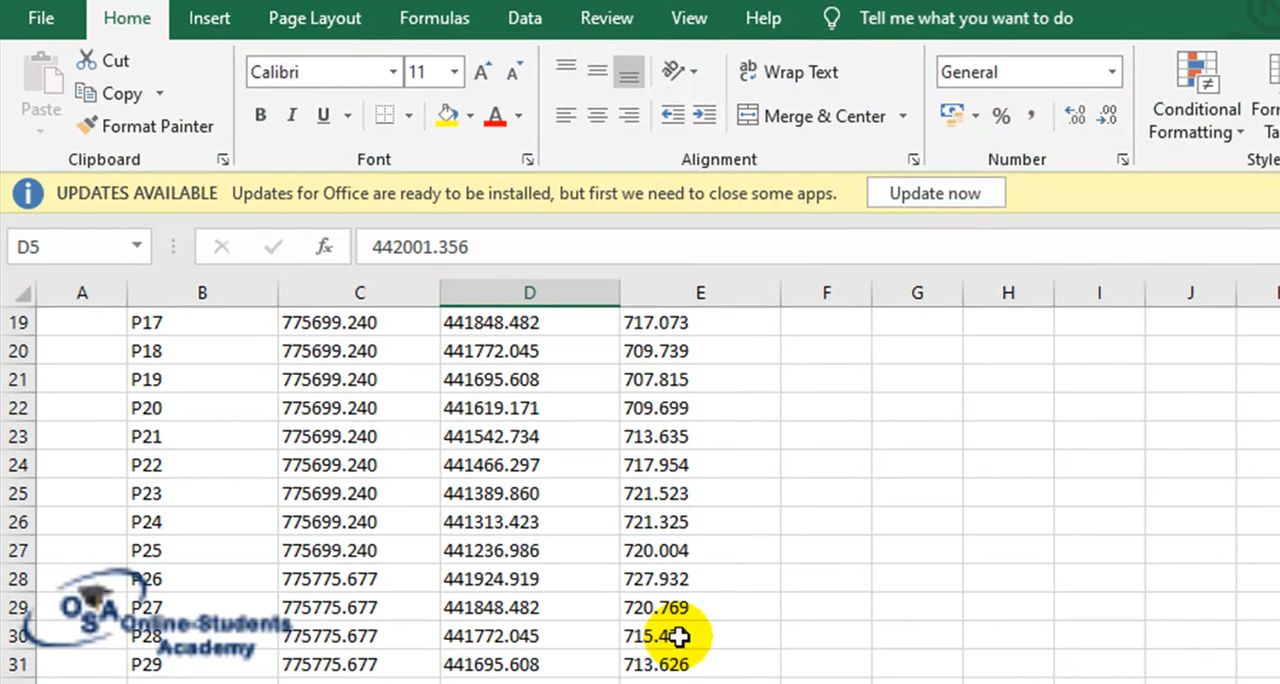 File Home Insert Page Layout Formulas Data Review View Help Tell me what you want to do
Cut
Calibri 11 A A ab Wrap Text General
Paste Copy Conditional
B I U A Merge & Center % , .00 .00 Formatting
Format Painter
Clipboard Font Alignment Number
UPDATES AVAILABLE Updates for Office are ready to be installed, but first we need to close some apps. Update now
D5 fx 442001.356
A B C D E F G H I J
19 P17 775699.240 441848.482 717.073
20 P18 775699.240 441772.045 709.739
21 P19 775699.240 441695.608 707.815
22 P20 775699.240 441619.171 709.699
23 P21 775699.240 441542.734 713.635
24 P22 775699.240 441466.297 717.954
25 P23 775699.240 441389.860 721.523
26 P24 775699.240 441313.423 721.325
27 P25 775699.240 441236.986 720.004
28 P26 775775.677 441924.919 727.932
29 P27 775775.677 441848.482 720.769
30 P28 775775.677 441772.045
31 P29 775775.677 441695.608 713.626
OSA Online-Students
Academy